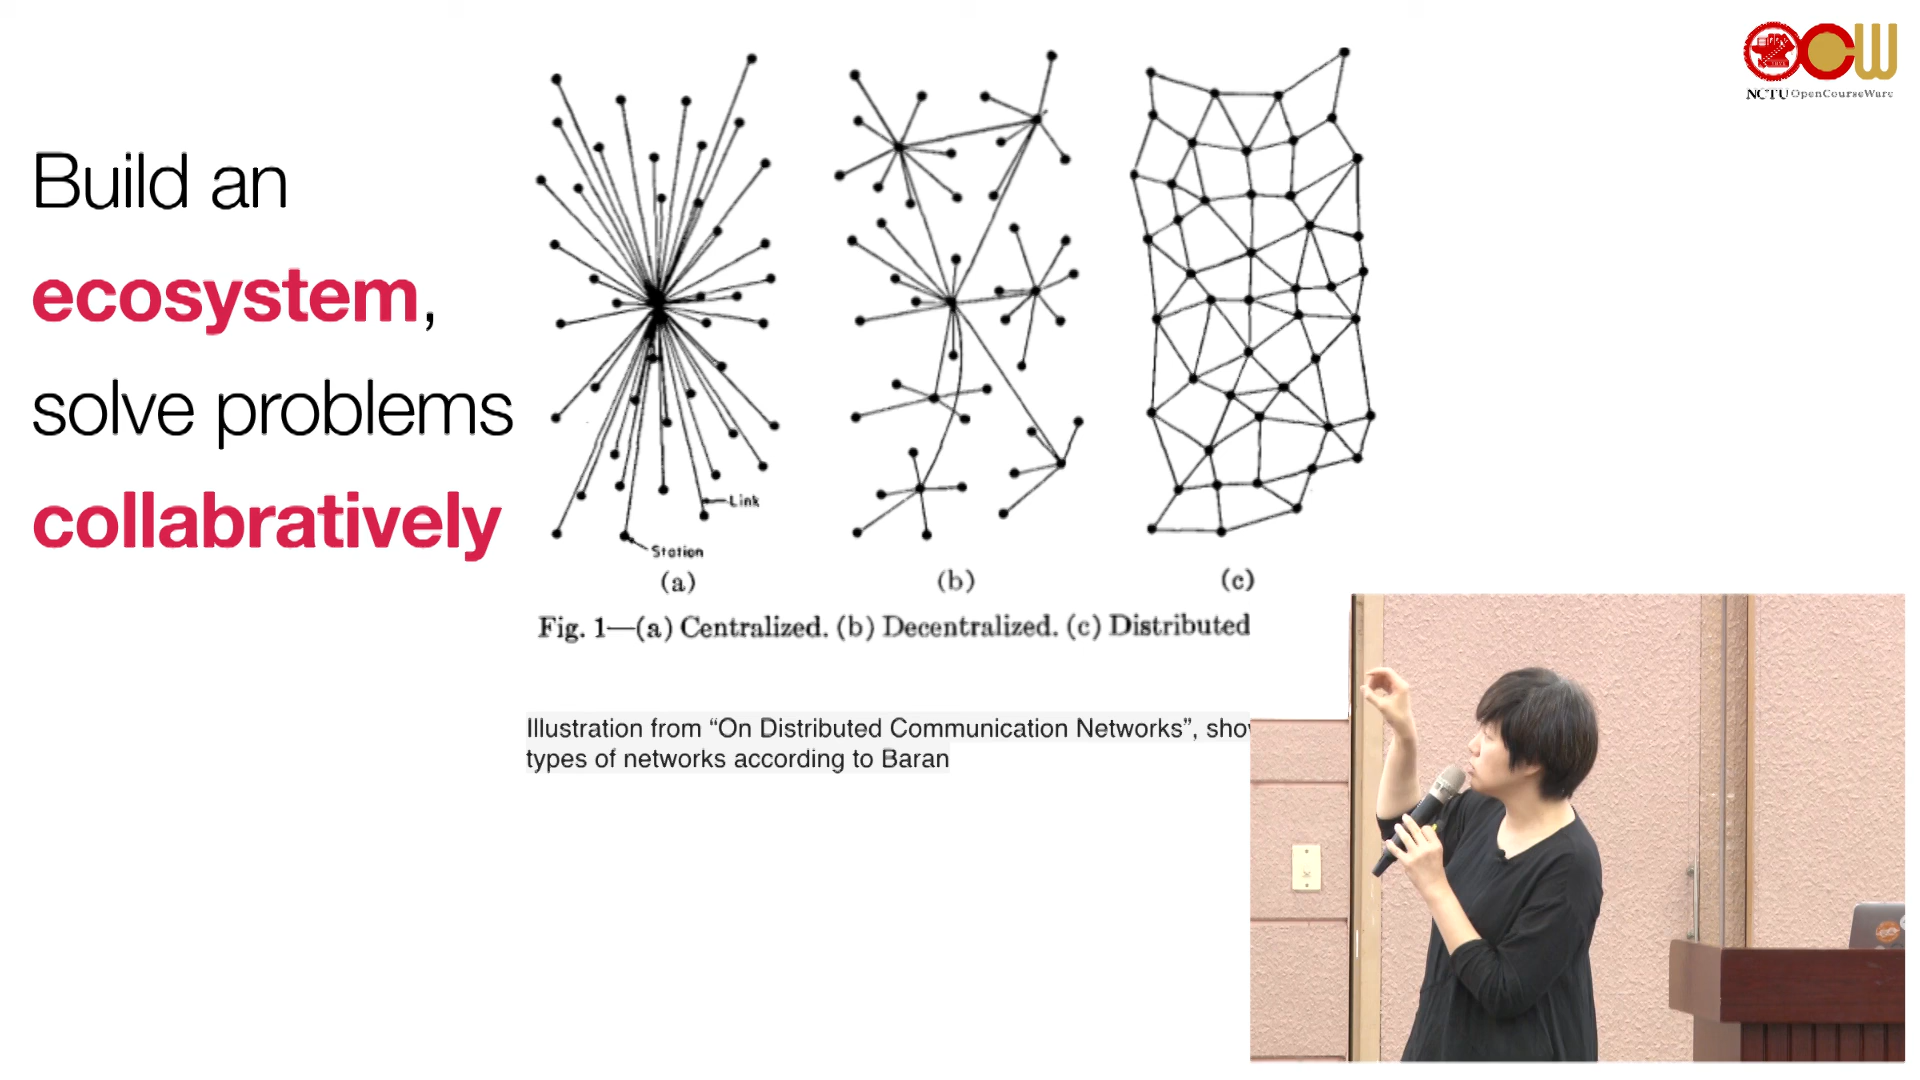 Build an
ecosystem,
solve problems
collabratively
Link
Station
(a)
(b)
(c)
Fig. 1—(a) Centralized. (b) Decentralized. (c) Distributed
Illustration from “On Distributed Communication Networks”, sho
types of networks according to Baran
NCTU OpenCourseWare